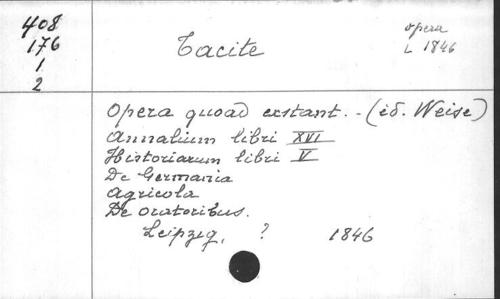 408
176
1
2
Tacite
opera
L 1846
Opera quoad extant. - (id. Weise)
Annalium libri XVI
Historiarum libri V
De Germania
Agricola
De oratoribus.
Leipzig, ? 1846